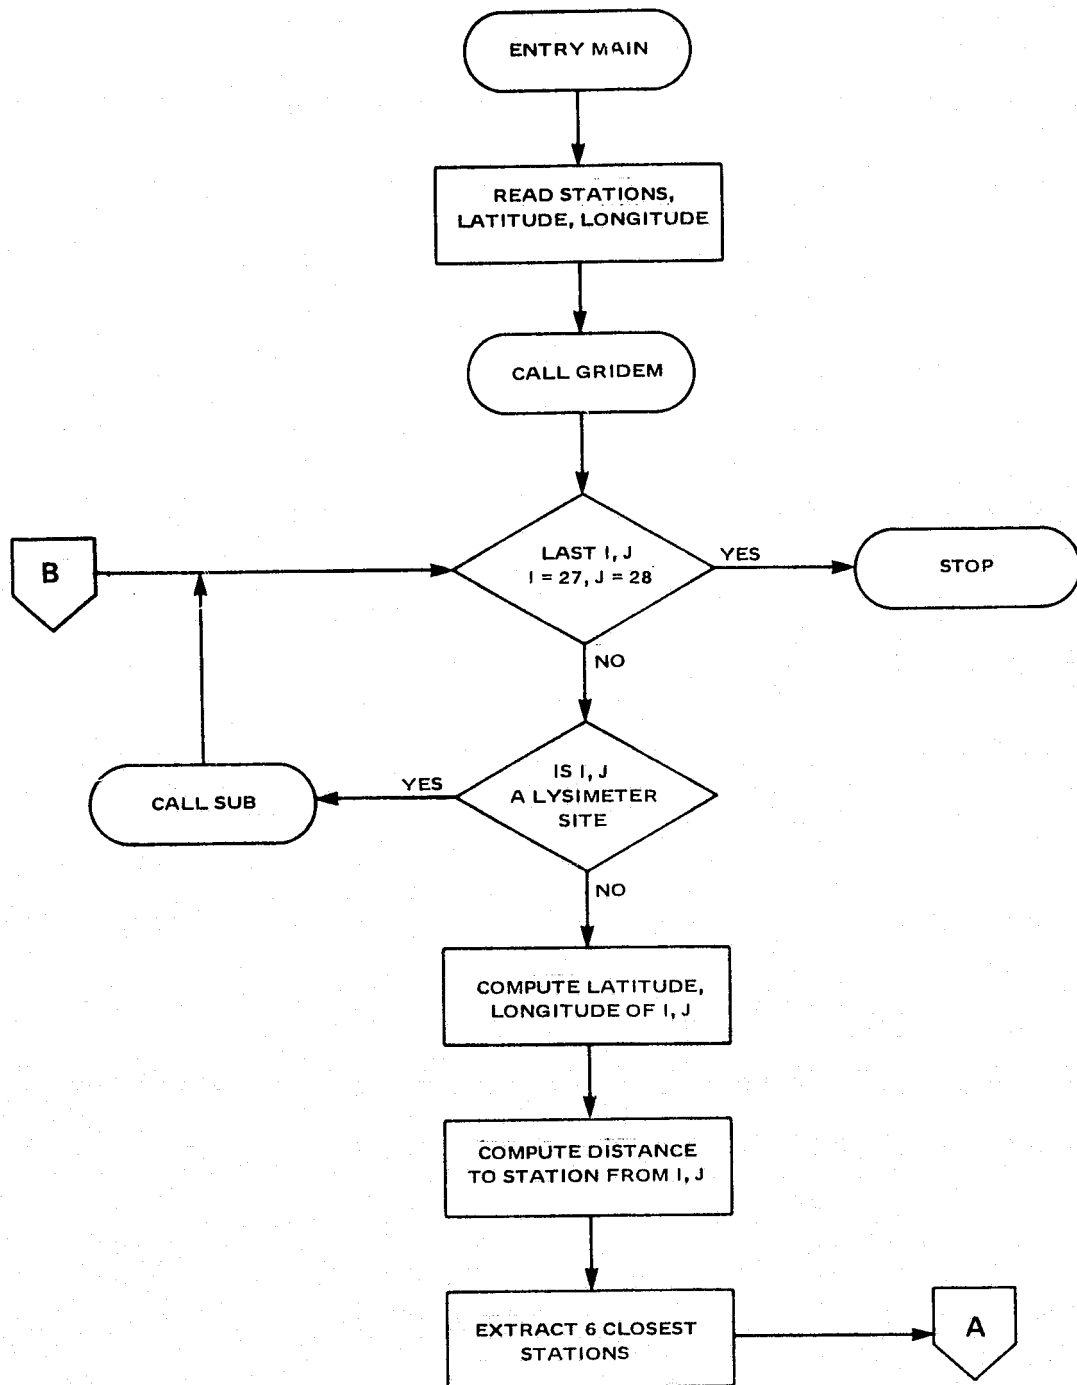 ENTRY MAIN
READ STATIONS,
LATITUDE, LONGITUDE
CALL GRIDEM
B
LAST I, J
I = 27, J = 28
YES
STOP
NO
CALL SUB
YES
IS I, J
A LYSIMETER
SITE
NO
COMPUTE LATITUDE,
LONGITUDE OF I, J
COMPUTE DISTANCE
TO STATION FROM I, J
EXTRACT 6 CLOSEST
STATIONS
A